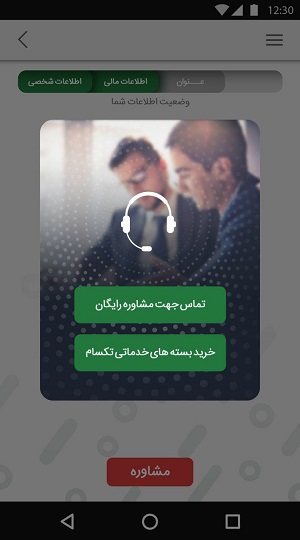 12:30
اطلاعات شخصی
اطلاعات مالی
عـــنوان
وضعیت اطلاعات شما
تماس جهت مشاوره رایگان
خرید بسته های خدماتی تکسام
مشاوره